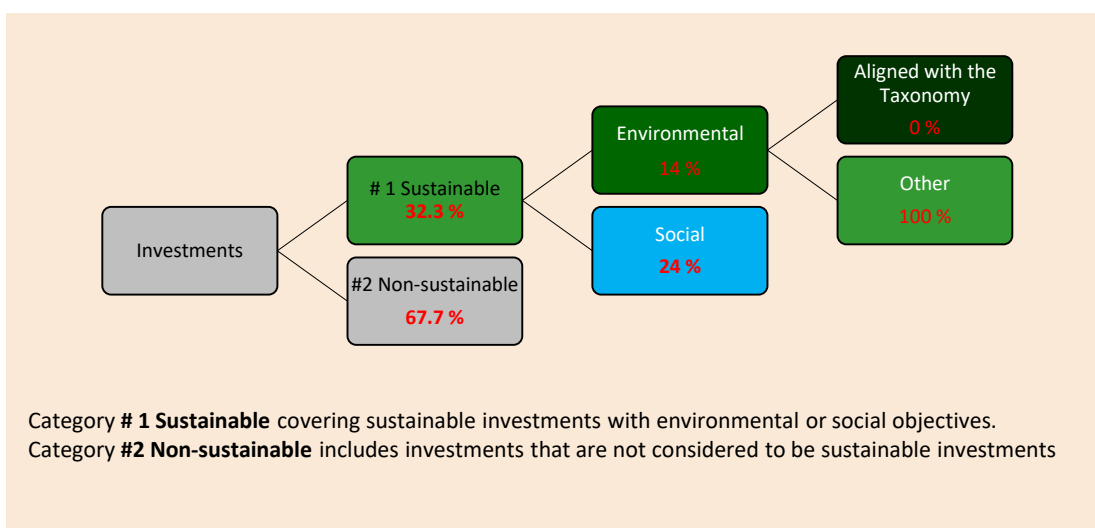 Aligned with the
Taxonomy
0 %
Environmental
14 %
# 1 Sustainable
32.3 %
Other
100 %
Investments
Social
24 %
#2 Non-sustainable
67.7 %
Category # 1 Sustainable covering sustainable investments with environmental or social objectives.
Category #2 Non-sustainable includes investments that are not considered to be sustainable investments